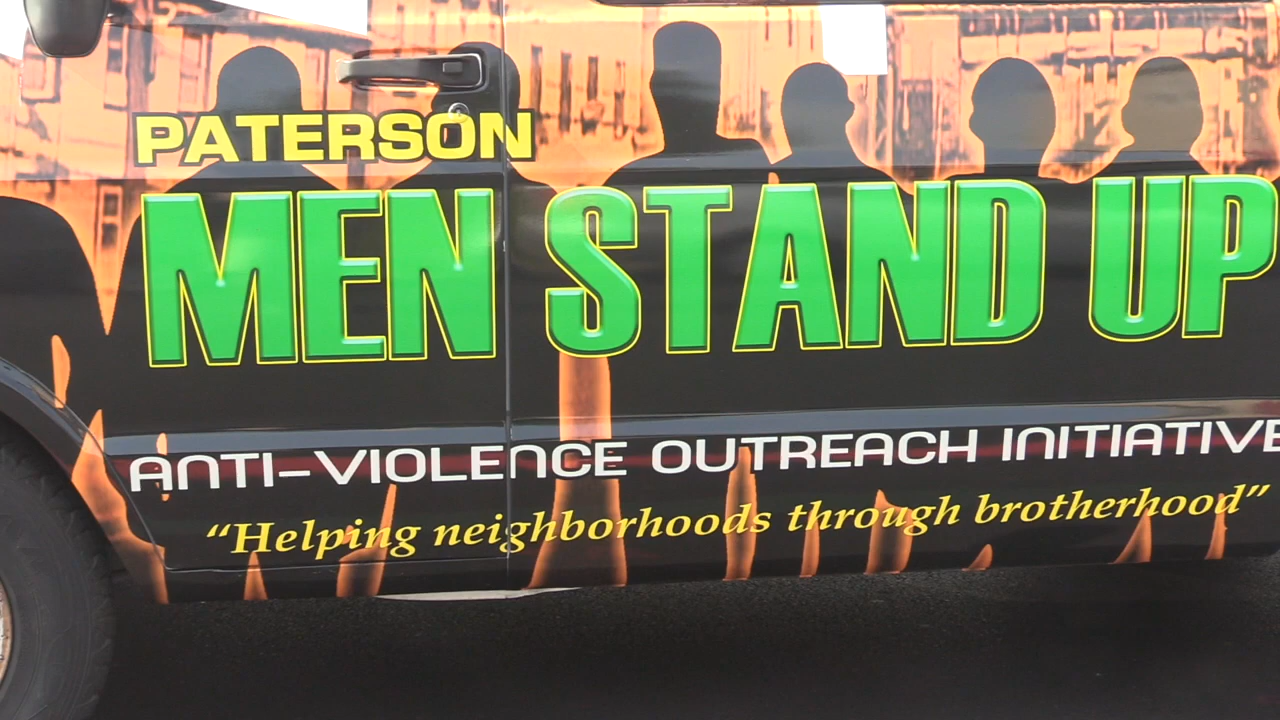 PATERSON
MEN STAND UP
ANTI-VIOLENCE OUTREACH INITIATIVE
“Helping neighborhoods through brotherhood”